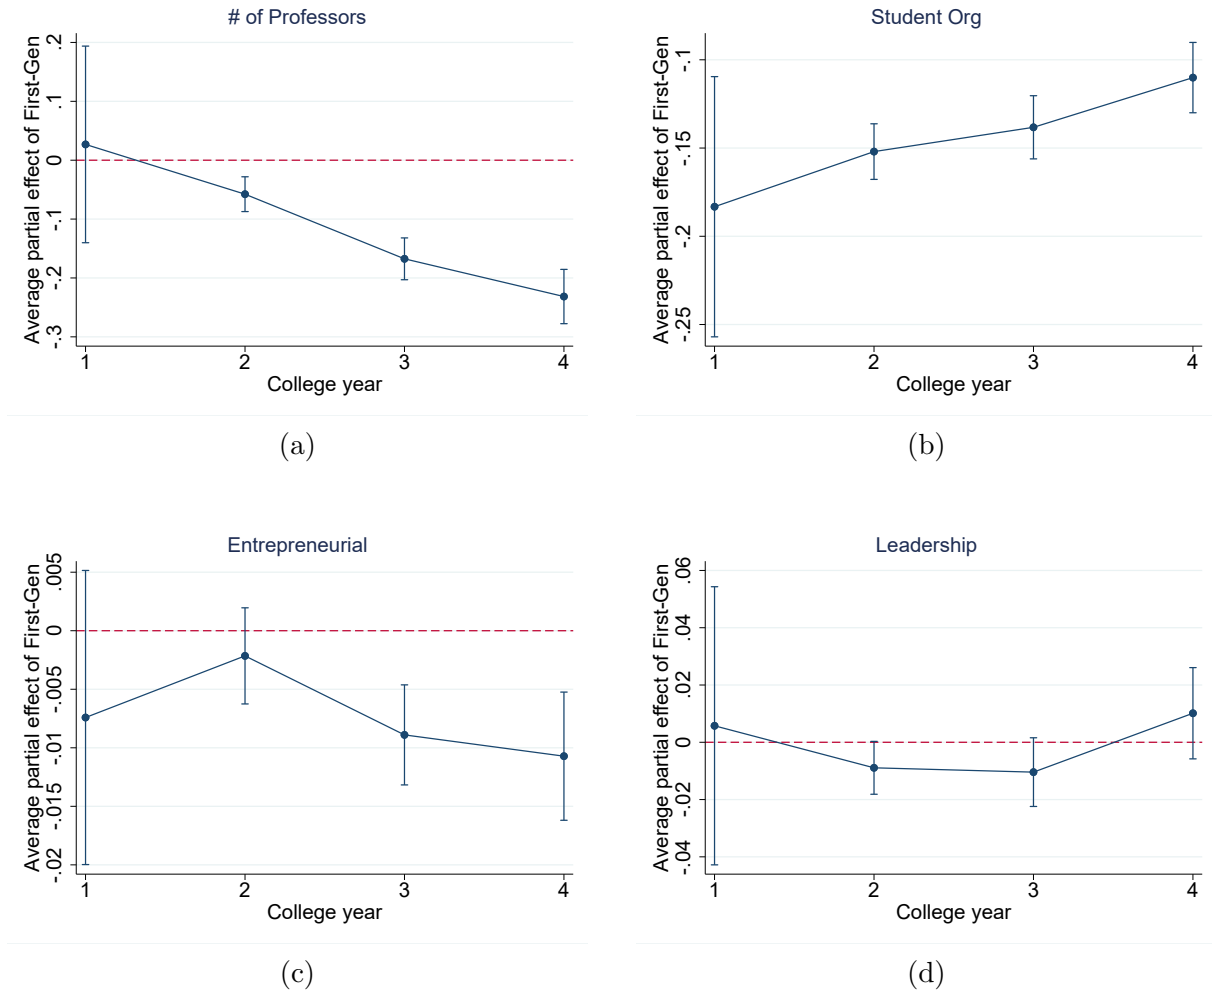 # of Professors
Average partial effect of First-Gen
.2
.1
0
-.1
-.2
-.3
1 2 3 4
College year
(a)
Student Org
Average partial effect of First-Gen
-.1
-.15
-.2
-.25
1 2 3 4
College year
(b)
Entrepreneurial
Average partial effect of First-Gen
.005
0
-.005
-.01
-.015
-.02
1 2 3 4
College year
(c)
Leadership
Average partial effect of First-Gen
.06
.04
.02
0
-.02
-.04
1 2 3 4
College year
(d)